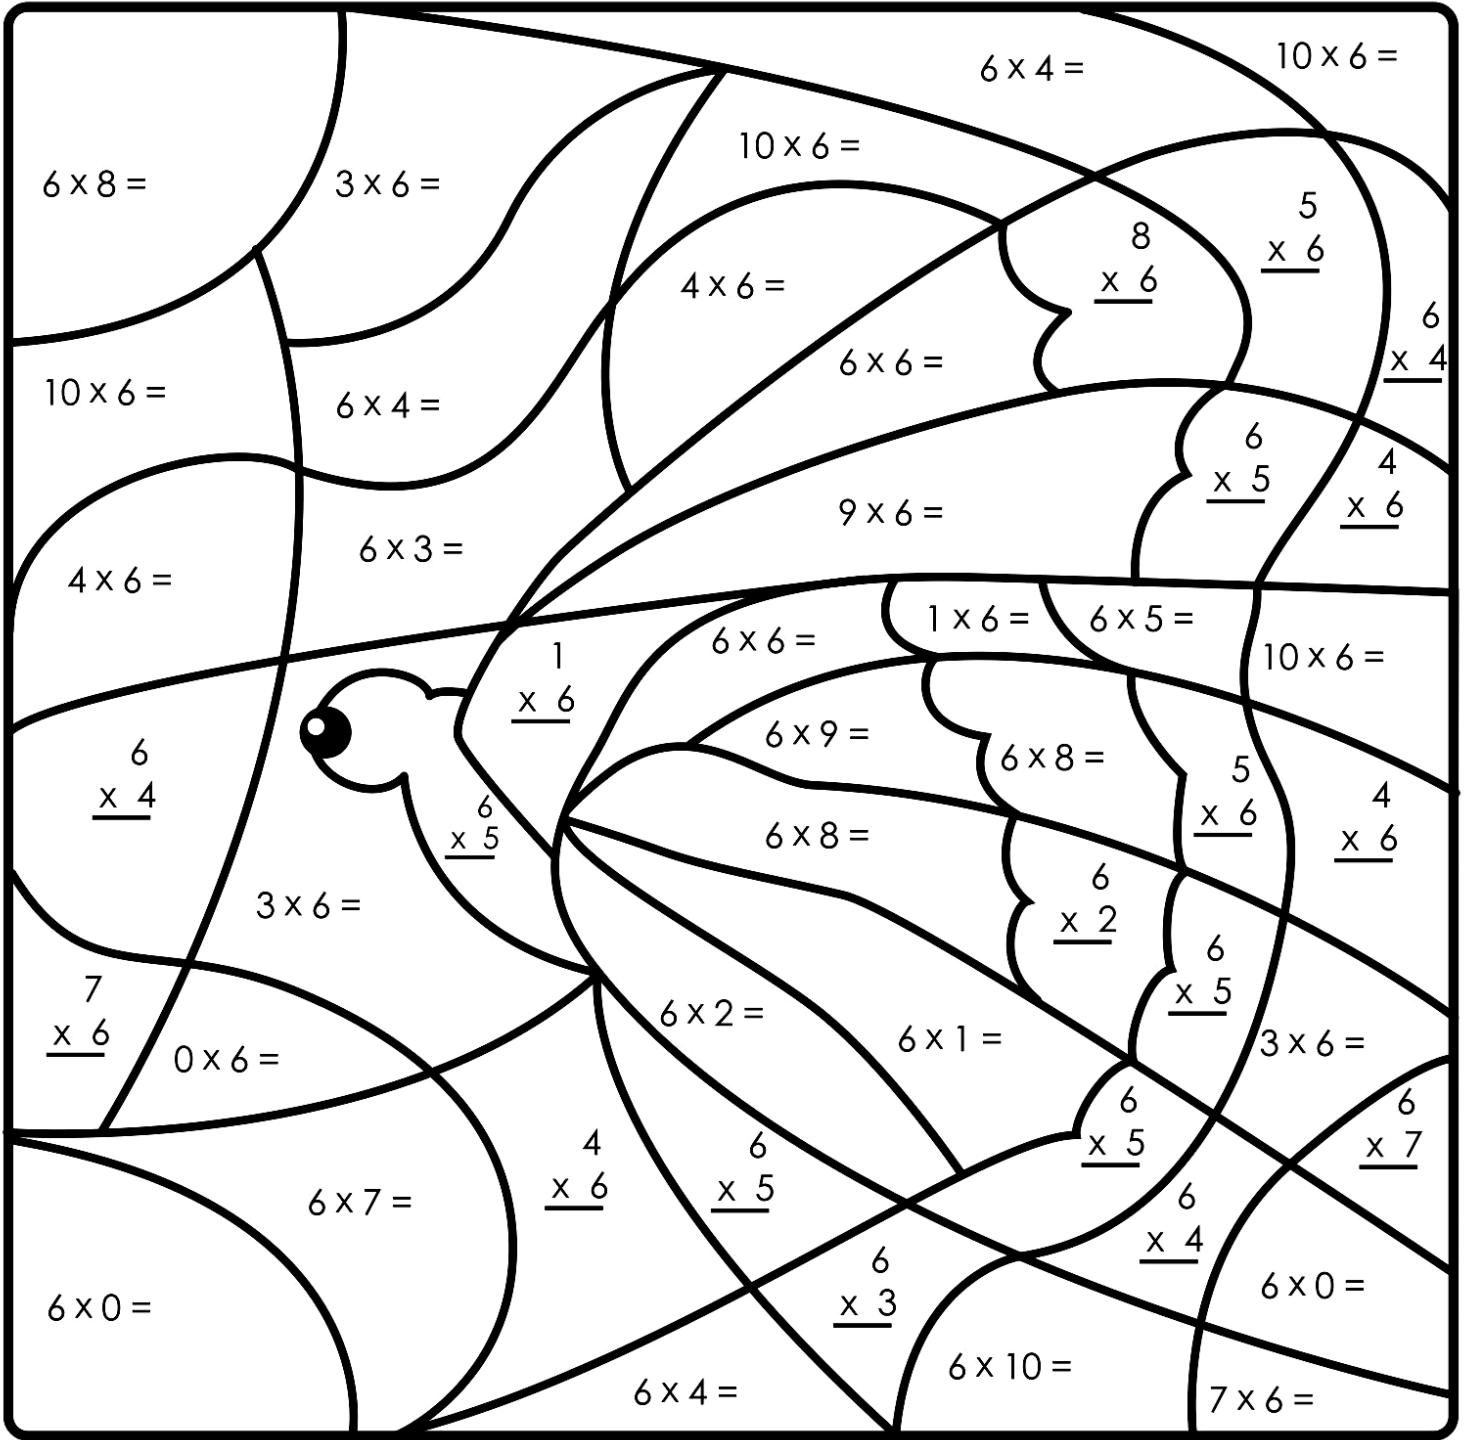 6 x 4 =
10 x 6 =
10 x 6 =
6 x 8 =
3 x 6 =
5
x 6
8
x 6
4 x 6 =
6
x 4
6 x 6 =
10 x 6 =
6 x 4 =
6
x 5
4
x 6
9 x 6 =
6 x 3 =
4 x 6 =
1 x 6 =
6 x 5 =
6 x 6 =
10 x 6 =
1
x 6
6 x 9 =
6 x 8 =
6
x 4
5
x 6
4
x 6
6
x 5
6 x 8 =
6
x 2
3 x 6 =
6
x 5
7
x 6
6 x 2 =
6 x 1 =
3 x 6 =
0 x 6 =
6
x 5
6
x 7
4
x 6
6
x 5
6 x 7 =
6
x 4
6
x 3
6 x 0 =
6 x 0 =
6 x 10 =
6 x 4 =
7 x 6 =